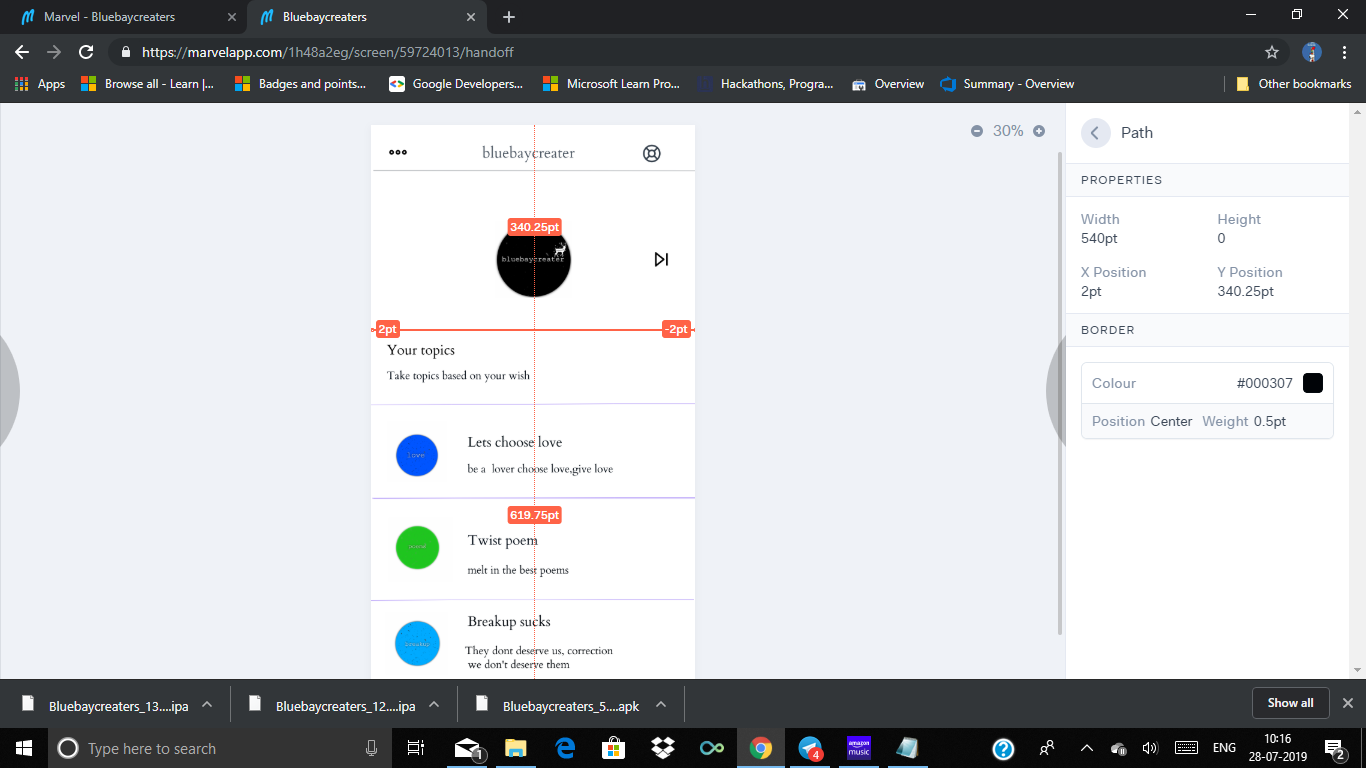 Marvel - Bluebaycreaters
Bluebaycreaters
https://marvelapp.com/1h48a2eg/screen/59724013/handoff
Apps
Browse all - Learn |...
Badges and points...
Google Developers...
Microsoft Learn Pro...
Hackathons, Progra...
Overview
Summary - Overview
Other bookmarks
30%
bluebaycreater
340.25pt
bluebaycreater
2pt
-2pt
Your topics
Take topics based on your wish
love
Lets choose love
be a lover choose love,give love
619.75pt
Twist poem
melt in the best poems
Breakup sucks
They dont deserve us, correction
we don't deserve them
Path
PROPERTIES
Width
Height
540pt
0
X Position
Y Position
2pt
340.25pt
BORDER
Colour #000307
Position Center Weight 0.5pt
Bluebaycreaters_13....ipa
Bluebaycreaters_12....ipa
Bluebaycreaters_5....apk
Show all
Type here to search
1
4
amazon
music
ENG
10:16
28-07-2019
2